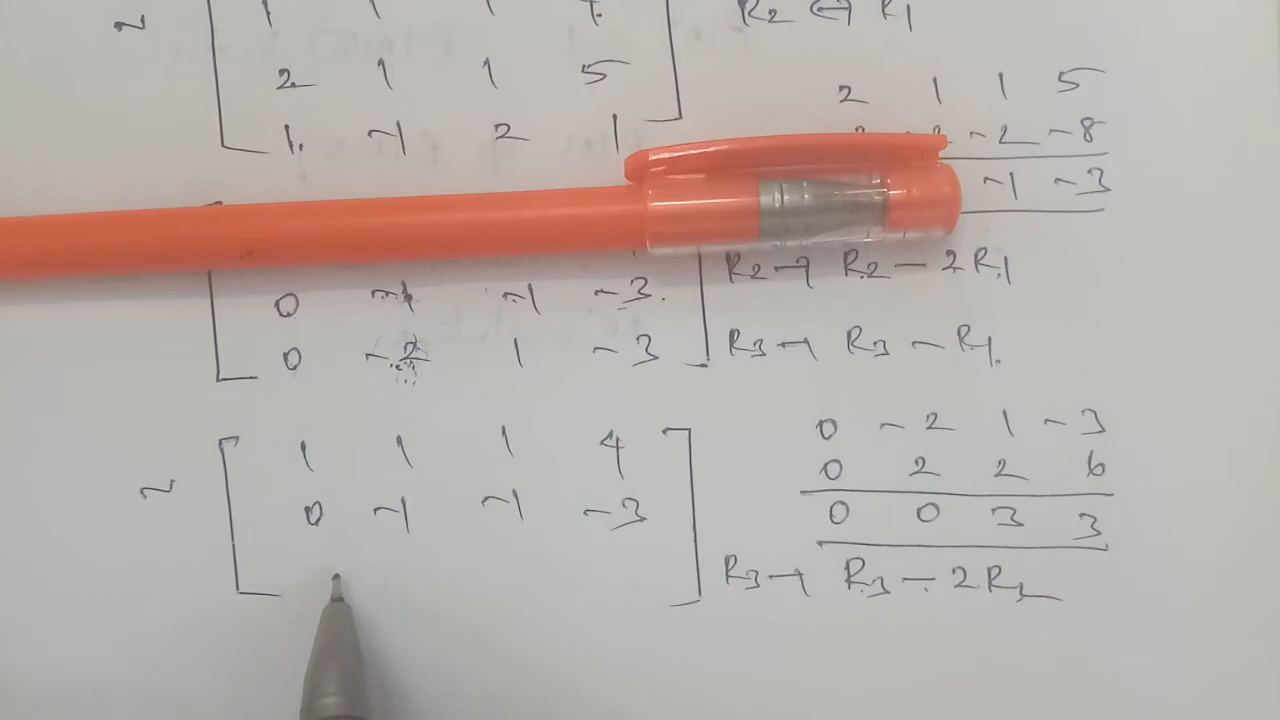 ~ 1 1 1 4 R2 ↔ R1
2 1 1 5
1 -1 2 1
2 1 1 5
-2 -8
-1 -3
R2 → R2 - 2R1
0 -1 -1 -3
0 -2 1 -3 R3 → R3 - R1
~ 1 1 1 4
0 -1 -1 -3
0 -2 1 -3
0 2 2 6
0 0 3 3
R3 → R3 - 2R2